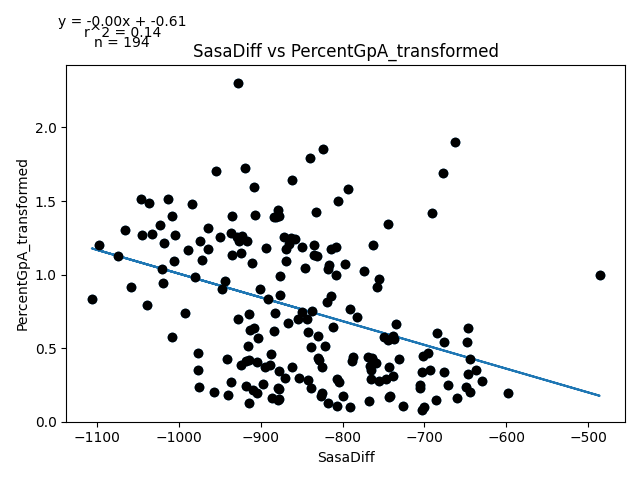 y = -0.00x + -0.61
r^2 = 0.14
n = 194
SasaDiff vs PercentGpA_transformed
PercentGpA_transformed
2.0
1.5
1.0
0.5
0.0
−1100 −1000 −900 −800 −700 −600 −500
SasaDiff